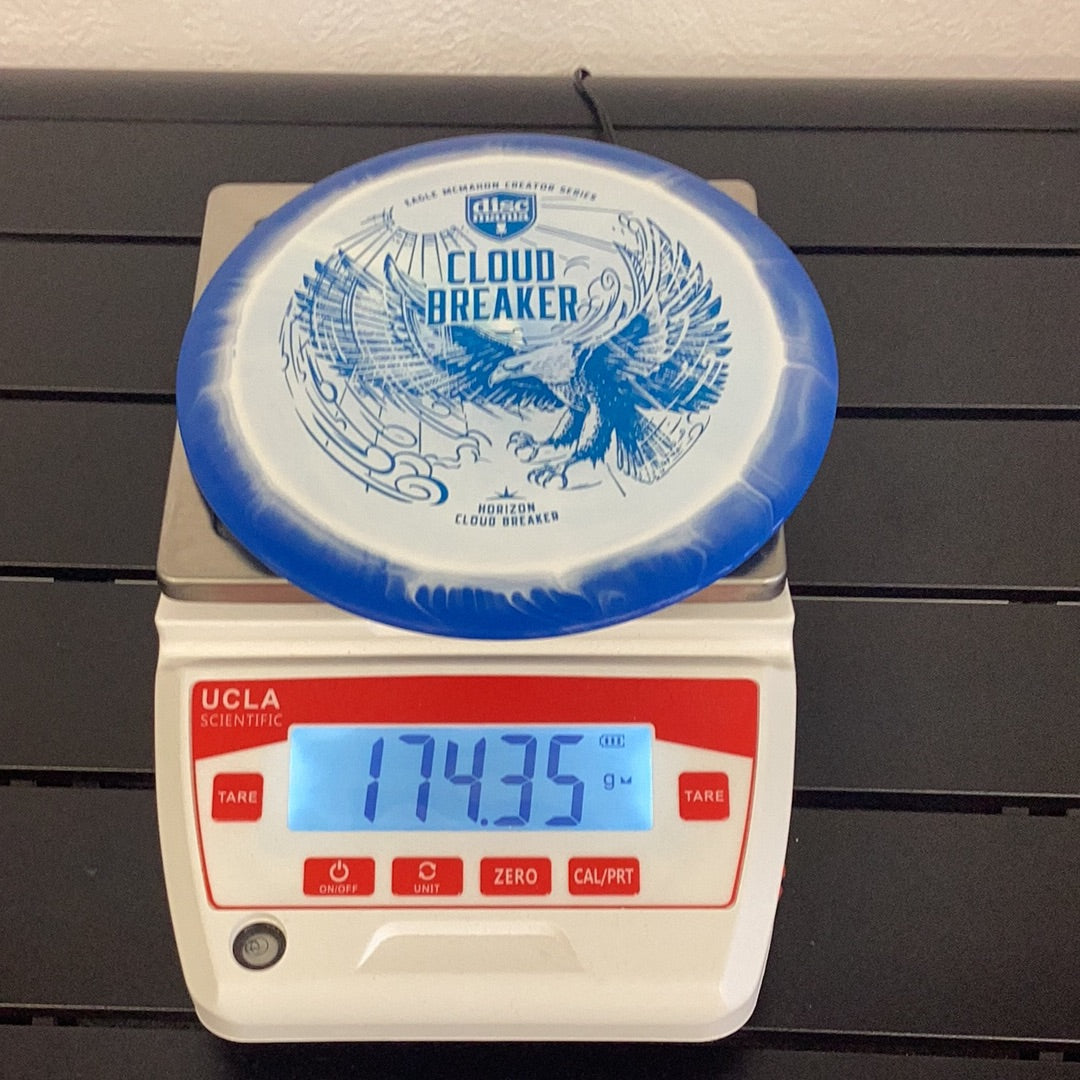 EAGLE MCMAHON CREATOR SERIES
disc
mania
CLOUD
BREAKER
HORIZON
CLOUD BREAKER
UCLA
SCIENTIFIC
174.35
g
TARE
TARE
ON/OFF
UNIT
ZERO
CAL/PRT